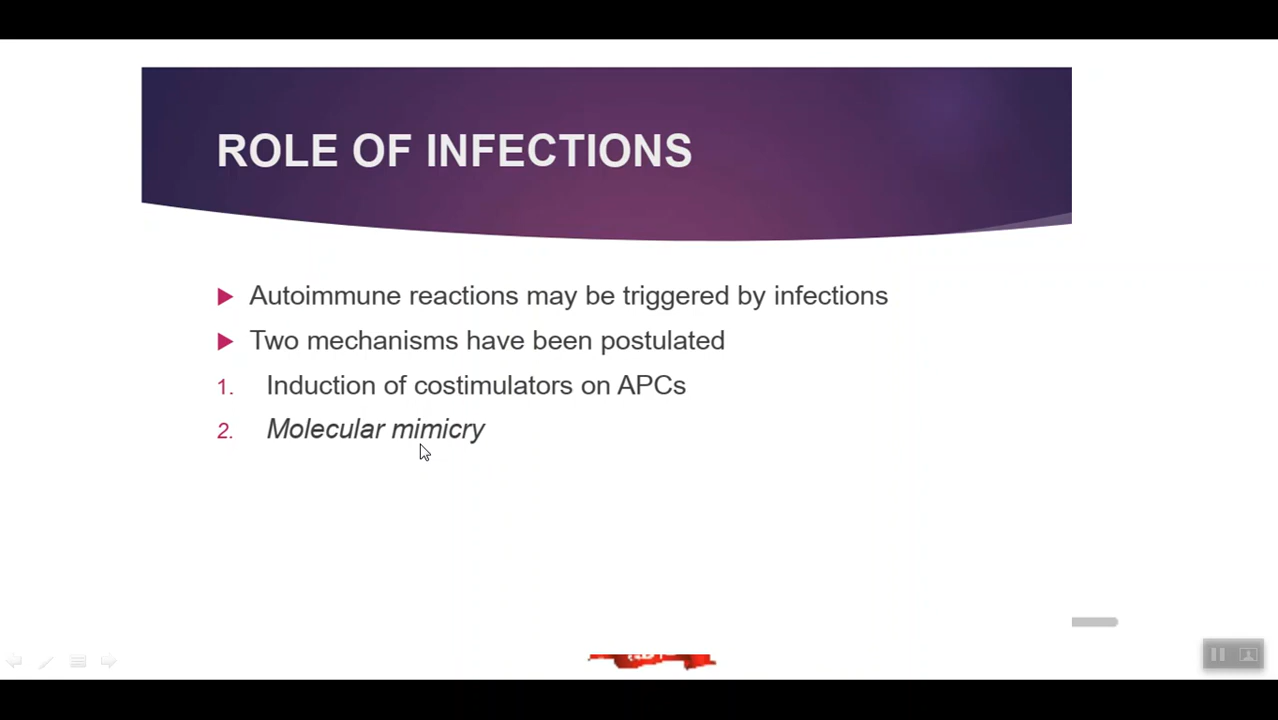 ROLE OF INFECTIONS
Autoimmune reactions may be triggered by infections
Two mechanisms have been postulated
1. Induction of costimulators on APCs
2. Molecular mimicry